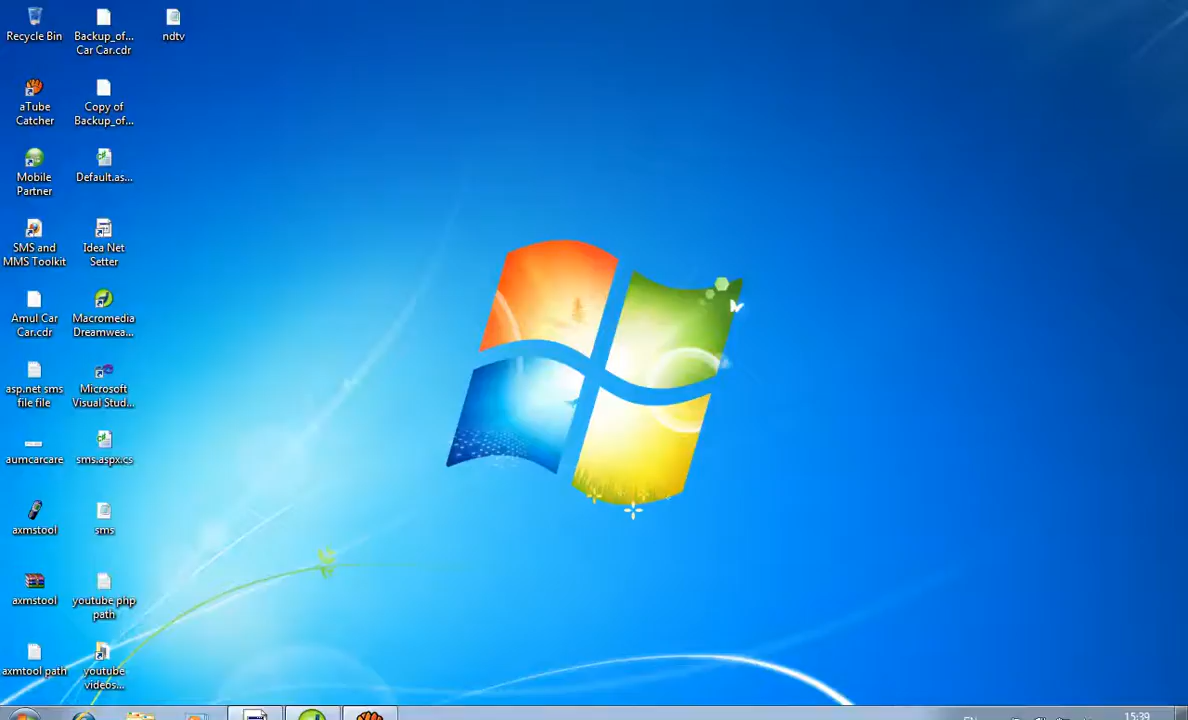 Recycle Bin
Backup_of...
Car Car.cdr
ndtv
aTube
Catcher
Copy of
Backup_of...
Mobile
Partner
Default.as...
SMS and
MMS Toolkit
Idea Net
Setter
Amul Car
Car.cdr
Macromedia
Dreamwea...
asp.net sms
file file
Microsoft
Visual Stud...
aumcarcare
sms.aspx.cs
axmstool
sms
axmstool
youtube php
path
axmtool path
youtube
videos...
EN
15:39